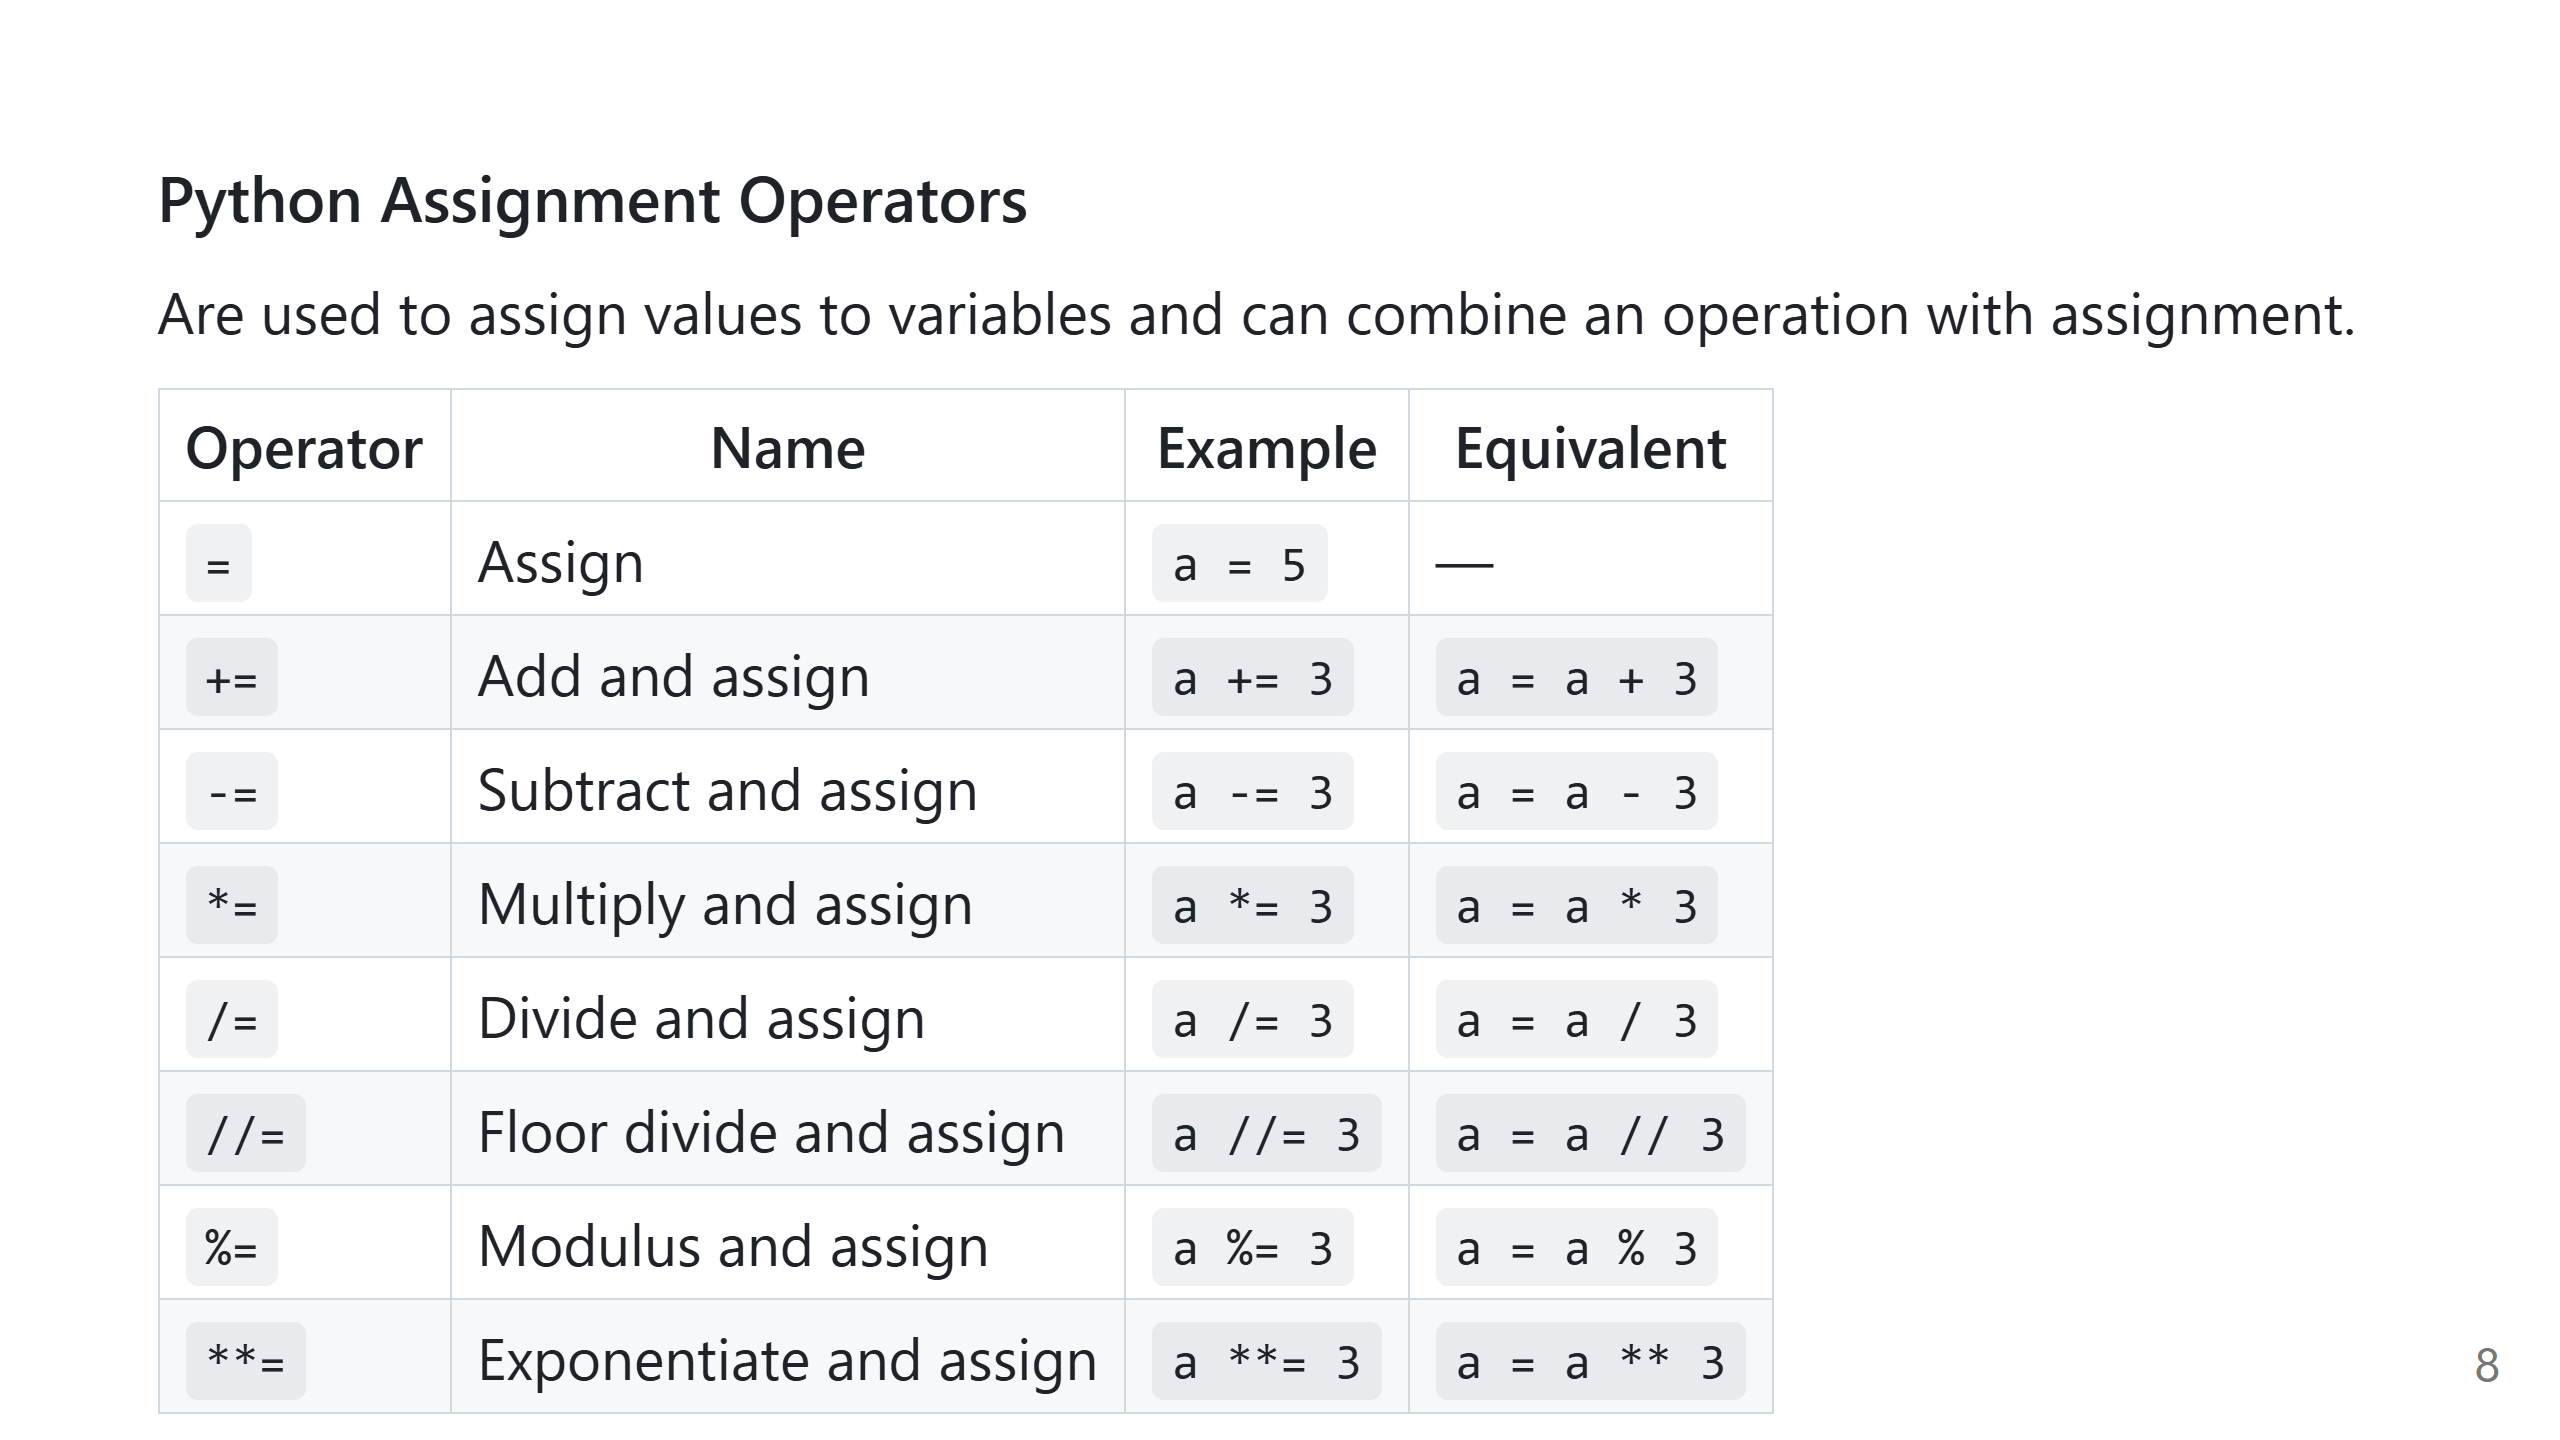 Python Assignment Operators
Are used to assign values to variables and can combine an operation with assignment.
Operator Name Example Equivalent
= Assign a = 5 —
+= Add and assign a += 3 a = a + 3
-= Subtract and assign a -= 3 a = a - 3
*= Multiply and assign a *= 3 a = a * 3
/= Divide and assign a /= 3 a = a / 3
//= Floor divide and assign a //= 3 a = a // 3
%= Modulus and assign a %= 3 a = a % 3
**= Exponentiate and assign a **= 3 a = a ** 3
8